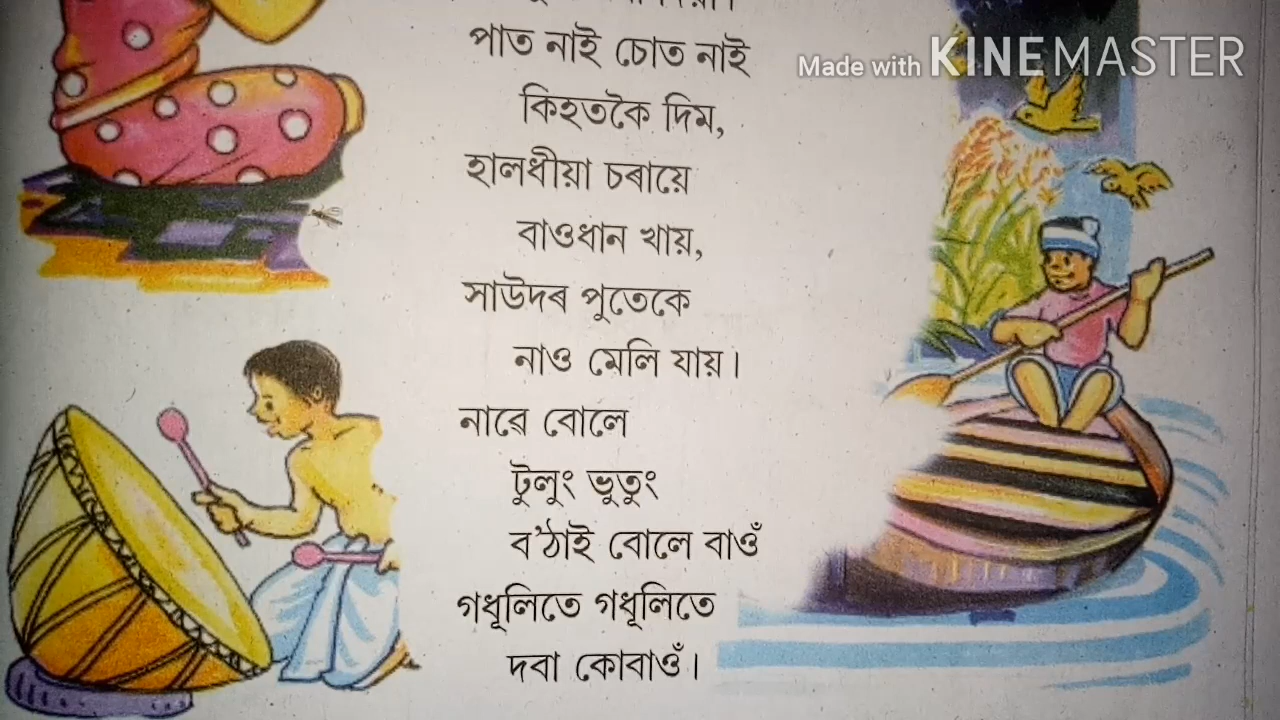 পাত নাই চোত নাই
Made with KINEMASTER
কিহতকৈ দিম,
হালধীয়া চৰায়ে
বাওধান খায়,
সাউদৰ পুতেকে
নাও মেলি যায়।
নাৱে বোলে
টুলুং ভুতুং
ব'ঠাই বোলে বাওঁ
গধূলিতে গধূলিতে
দবা কোবাওঁ।